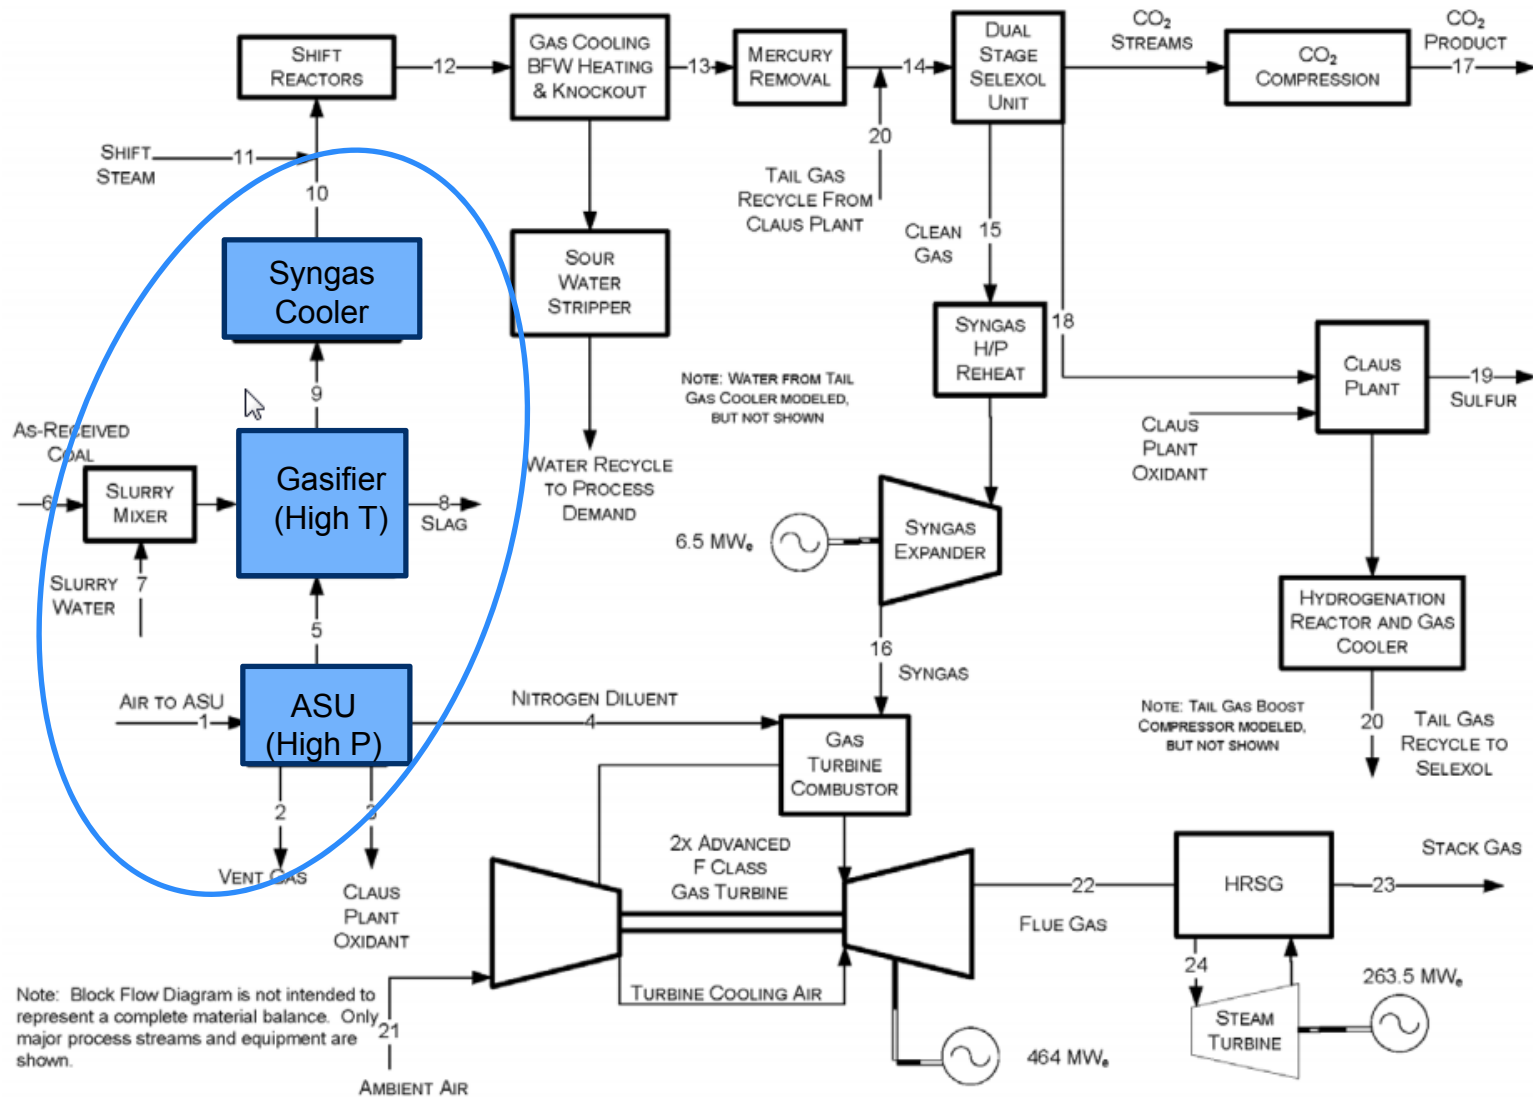 SHIFT
REACTORS
12
GAS COOLING
BFW HEATING
& KNOCKOUT
13
MERCURY
REMOVAL
14
DUAL
STAGE
SELEXOL
UNIT
CO2
STREAMS
CO2
COMPRESSION
CO2
PRODUCT
17
SHIFT
STEAM
11
10
20
TAIL GAS
RECYCLE FROM
CLAUS PLANT
CLEAN
GAS
15
18
Syngas
Cooler
SOUR
WATER
STRIPPER
SYNGAS
H/P
REHEAT
CLAUS
PLANT
19
SULFUR
NOTE: WATER FROM TAIL
GAS COOLER MODELED,
BUT NOT SHOWN
9
CLAUS
PLANT
OXIDANT
AS-RECEIVED
COAL
6
SLURRY
MIXER
Gasifier
(High T)
8
SLAG
WATER RECYCLE
TO PROCESS
DEMAND
6.5 MWe
SYNGAS
EXPANDER
SLURRY
WATER
7
5
HYDROGENATION
REACTOR AND GAS
COOLER
16
SYNGAS
AIR TO ASU
1
ASU
(High P)
NITROGEN DILUENT
4
GAS
TURBINE
COMBUSTOR
NOTE: TAIL GAS BOOST
COMPRESSOR MODELED,
BUT NOT SHOWN
20
TAIL GAS
RECYCLE TO
SELEXOL
2
3
VENT GAS
CLAUS
PLANT
OXIDANT
2X ADVANCED
F CLASS
GAS TURBINE
22
FLUE GAS
HRSG
STACK GAS
23
24
263.5 MWe
STEAM
TURBINE
TURBINE COOLING AIR
464 MWe
Note: Block Flow Diagram is not intended to
represent a complete material balance. Only
major process streams and equipment are
shown.
21
AMBIENT AIR